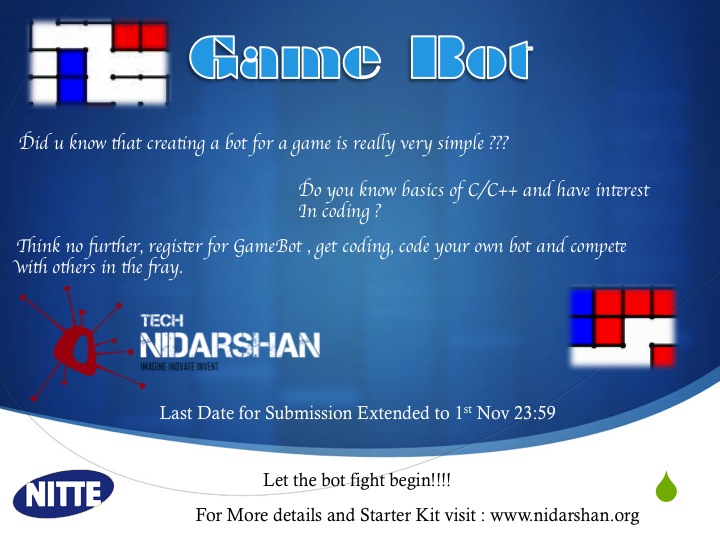 Game Bot
Did u know that creating a bot for a game is really very simple ???
Do you know basics of C/C++ and have interest
In coding ?
Think no further, register for GameBot , get coding, code your own bot and compete
with others in the fray.
TECH
NIDARSHAN
IMAGINE INOVATE INVENT
Last Date for Submission Extended to 1st Nov 23:59
Let the bot fight begin!!!!
NITTE
For More details and Starter Kit visit : www.nidarshan.org